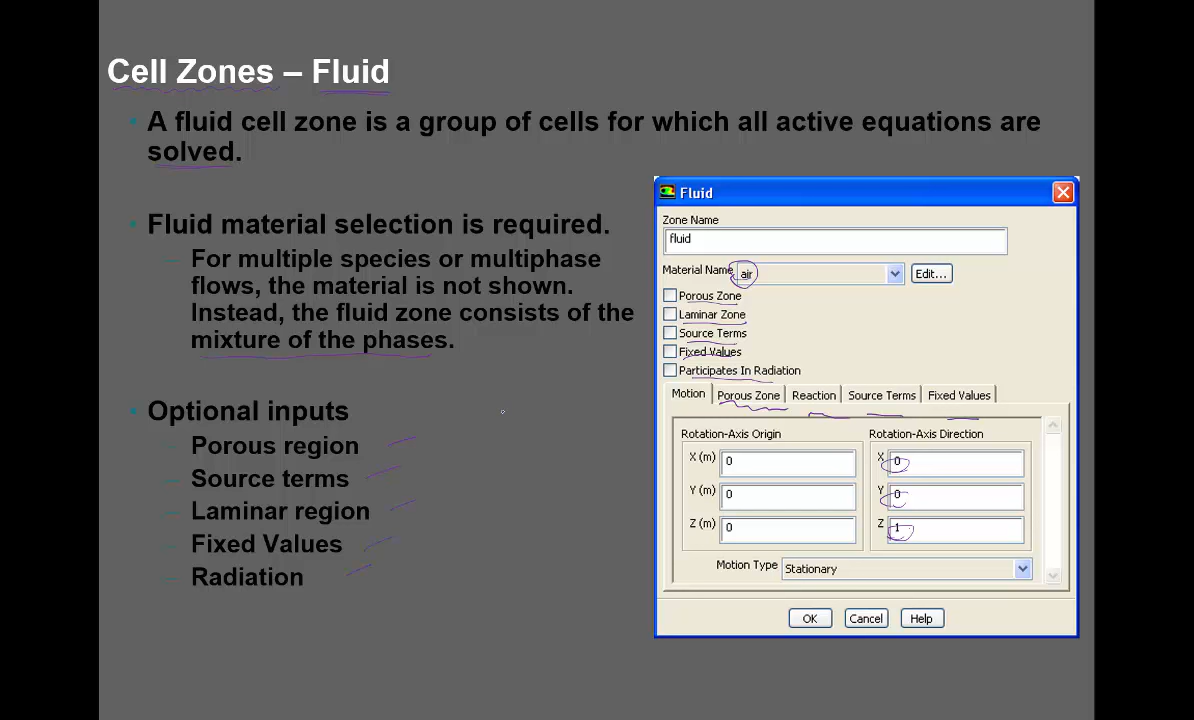 Cell Zones – Fluid
• A fluid cell zone is a group of cells for which all active equations are
solved.
• Fluid material selection is required.
– For multiple species or multiphase
flows, the material is not shown.
Instead, the fluid zone consists of the
mixture of the phases.
• Optional inputs
– Porous region
– Source terms
– Laminar region
– Fixed Values
– Radiation
Fluid
Zone Name
fluid
Material Name air Edit...
Porous Zone
Laminar Zone
Source Terms
Fixed Values
Participates In Radiation
Motion Porous Zone Reaction Source Terms Fixed Values
Rotation-Axis Origin Rotation-Axis Direction
X (m) 0 X 0
Y (m) 0 Y 0
Z (m) 0 Z 1
Motion Type Stationary
OK Cancel Help